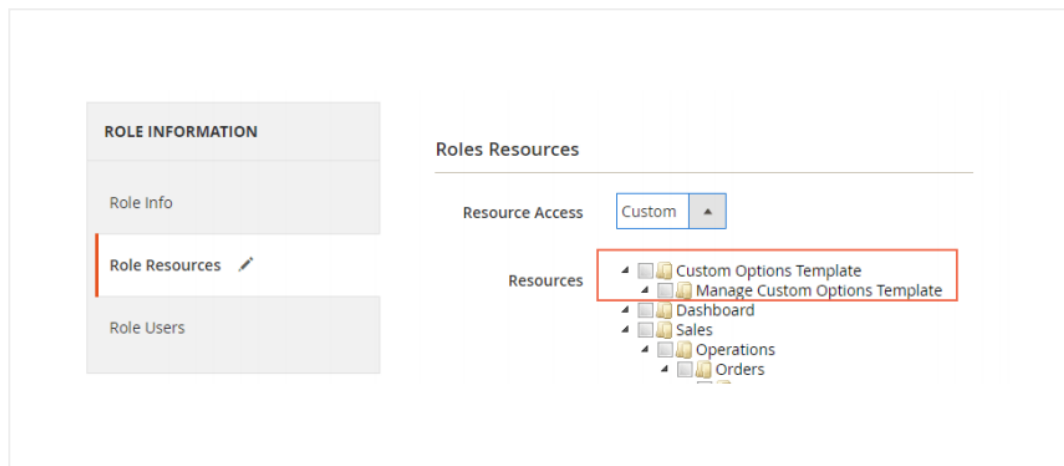 ROLE INFORMATION
Role Info
Role Resources
Role Users
Roles Resources
Resource Access Custom
Resources
Custom Options Template
Manage Custom Options Template
Dashboard
Sales
Operations
Orders